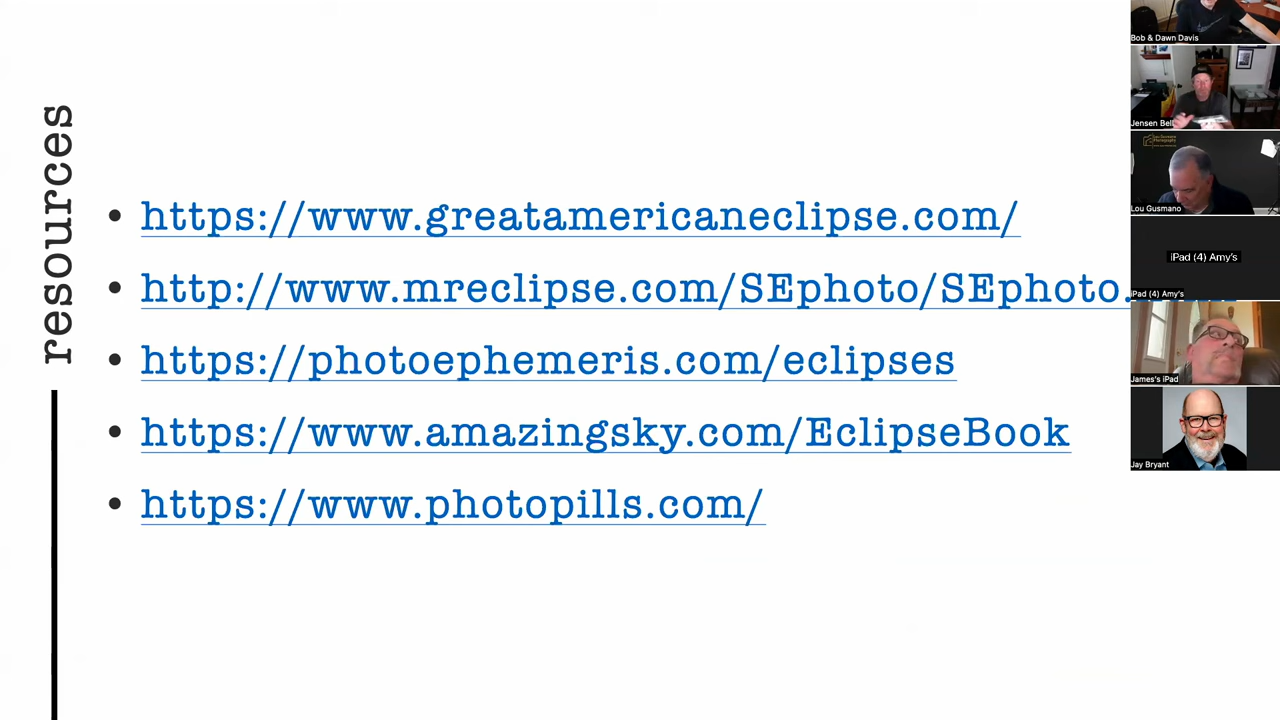 resources
• https://www.greatamericaneclipse.com/
• http://www.mreclipse.com/SEphoto/SEphoto.
• https://photoephemeris.com/eclipses
• https://www.amazingsky.com/EclipseBook
• https://www.photopills.com/
Bob & Dawn Davis
Jensen Bell
Lou Gusmano
iPad (4) Amy's
iPad (4) Amy's
James's iPad
Jay Bryant